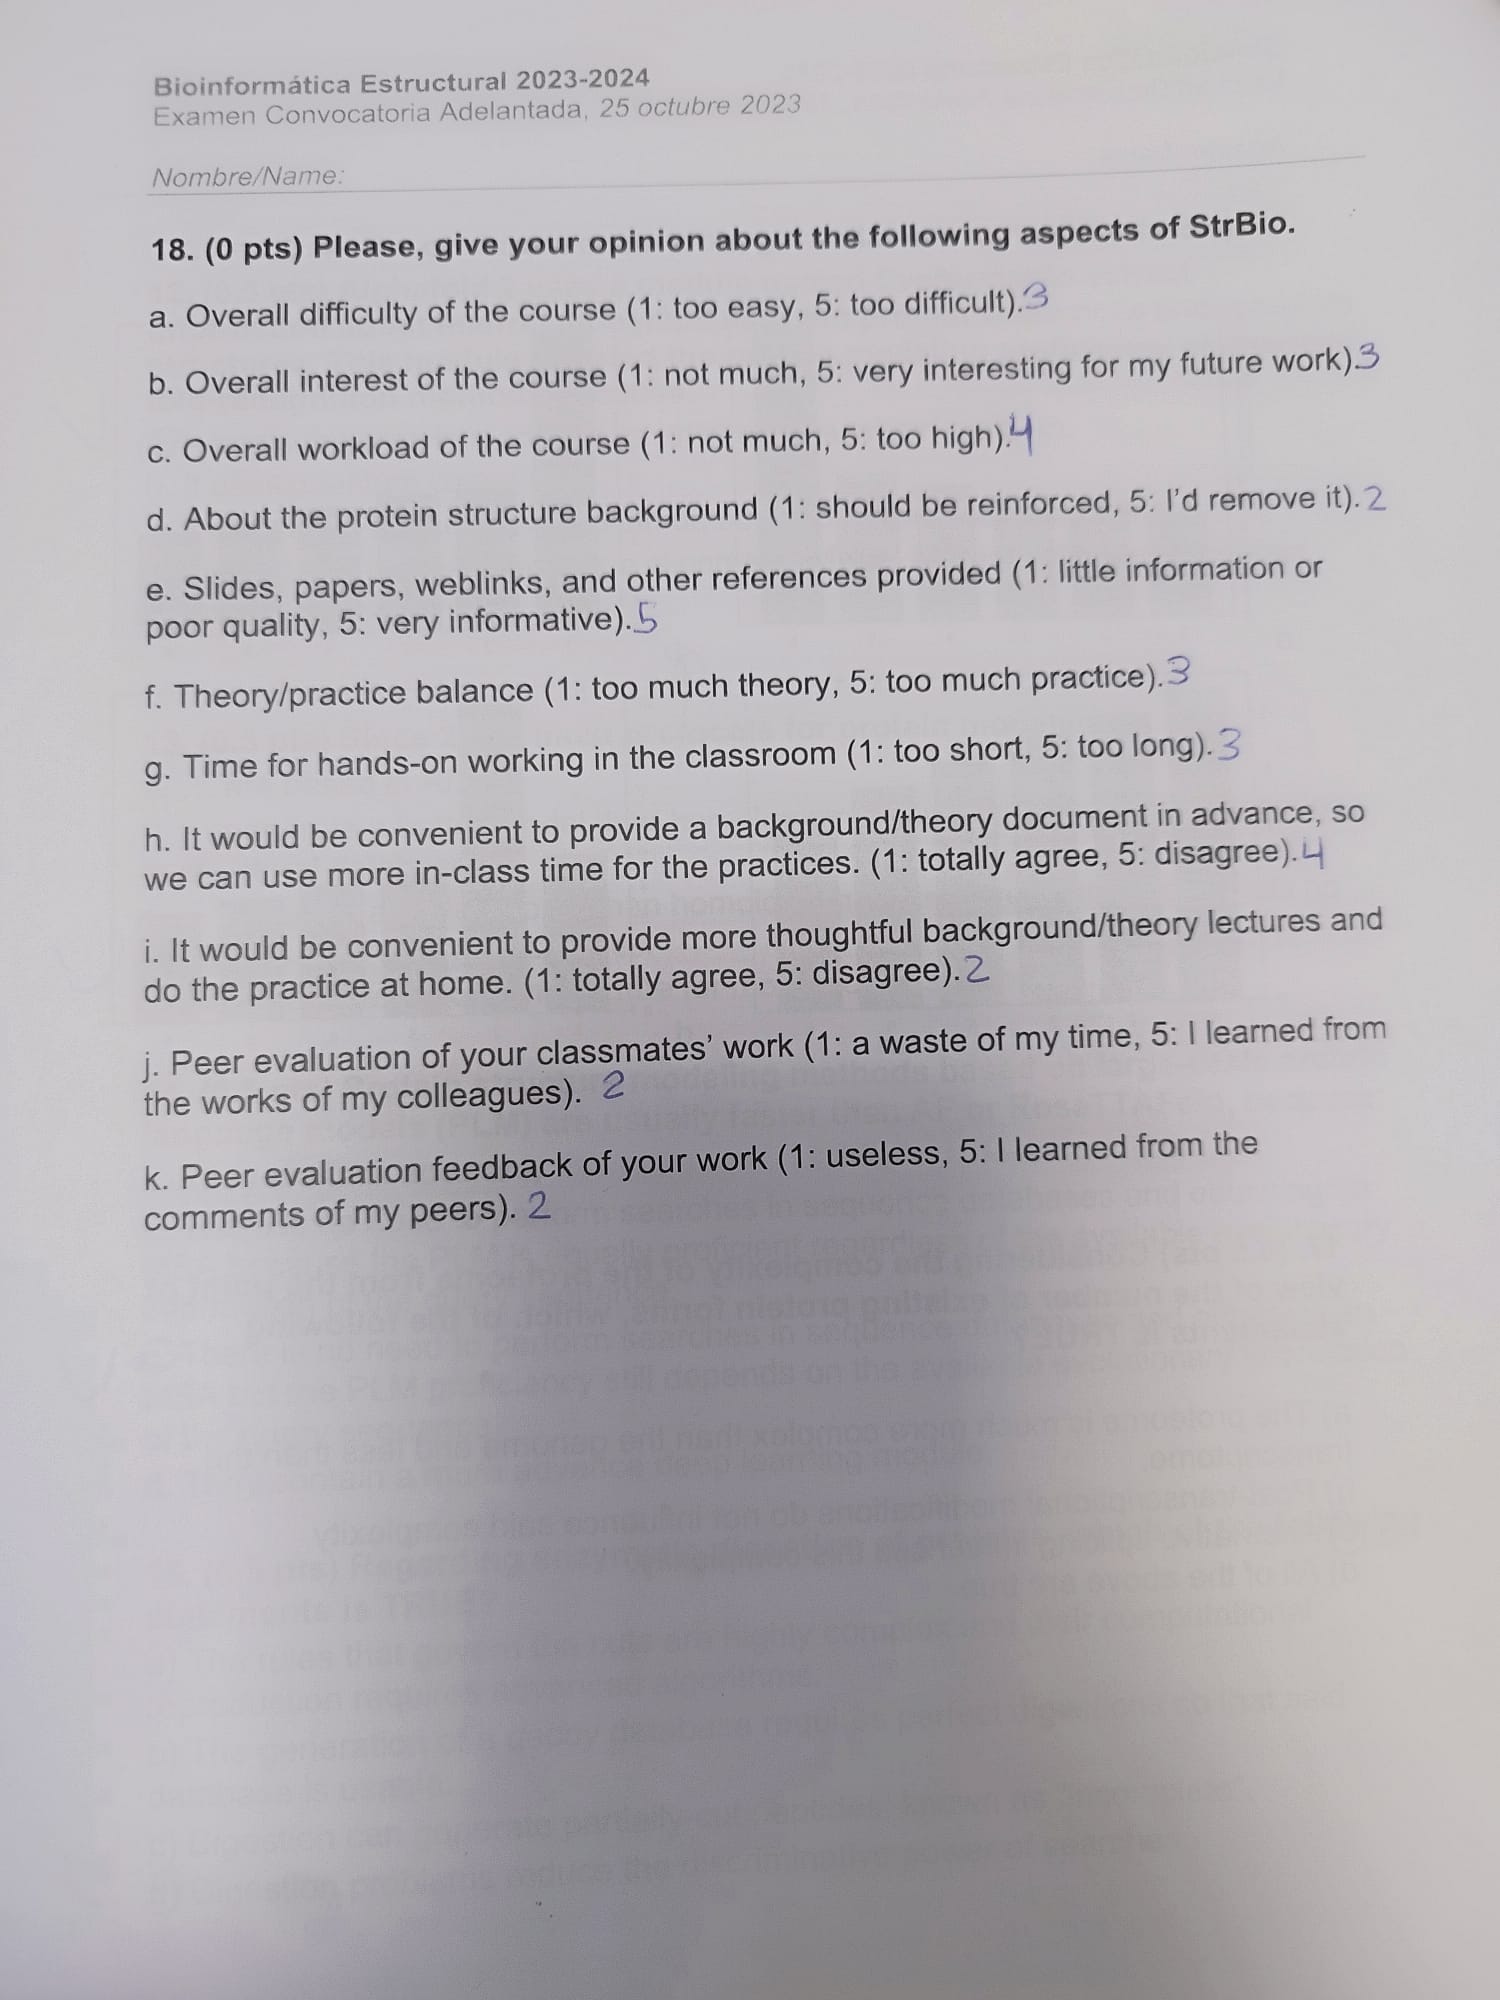 Bioinformática Estructural 2023-2024
Examen Convocatoria Adelantada, 25 octubre 2023
Nombre/Name:
18. (0 pts) Please, give your opinion about the following aspects of StrBio.
a. Overall difficulty of the course (1: too easy, 5: too difficult). 3
b. Overall interest of the course (1: not much, 5: very interesting for my future work). 3
c. Overall workload of the course (1: not much, 5: too high). 4
d. About the protein structure background (1: should be reinforced, 5: I'd remove it). 2
e. Slides, papers, weblinks, and other references provided (1: little information or
poor quality, 5: very informative). 5
f. Theory/practice balance (1: too much theory, 5: too much practice). 3
g. Time for hands-on working in the classroom (1: too short, 5: too long). 3
h. It would be convenient to provide a background/theory document in advance, so
we can use more in-class time for the practices. (1: totally agree, 5: disagree). 4
i. It would be convenient to provide more thoughtful background/theory lectures and
do the practice at home. (1: totally agree, 5: disagree). 2
j. Peer evaluation of your classmates' work (1: a waste of my time, 5: I learned from
the works of my colleagues). 2
k. Peer evaluation feedback of your work (1: useless, 5: I learned from the
comments of my peers). 2